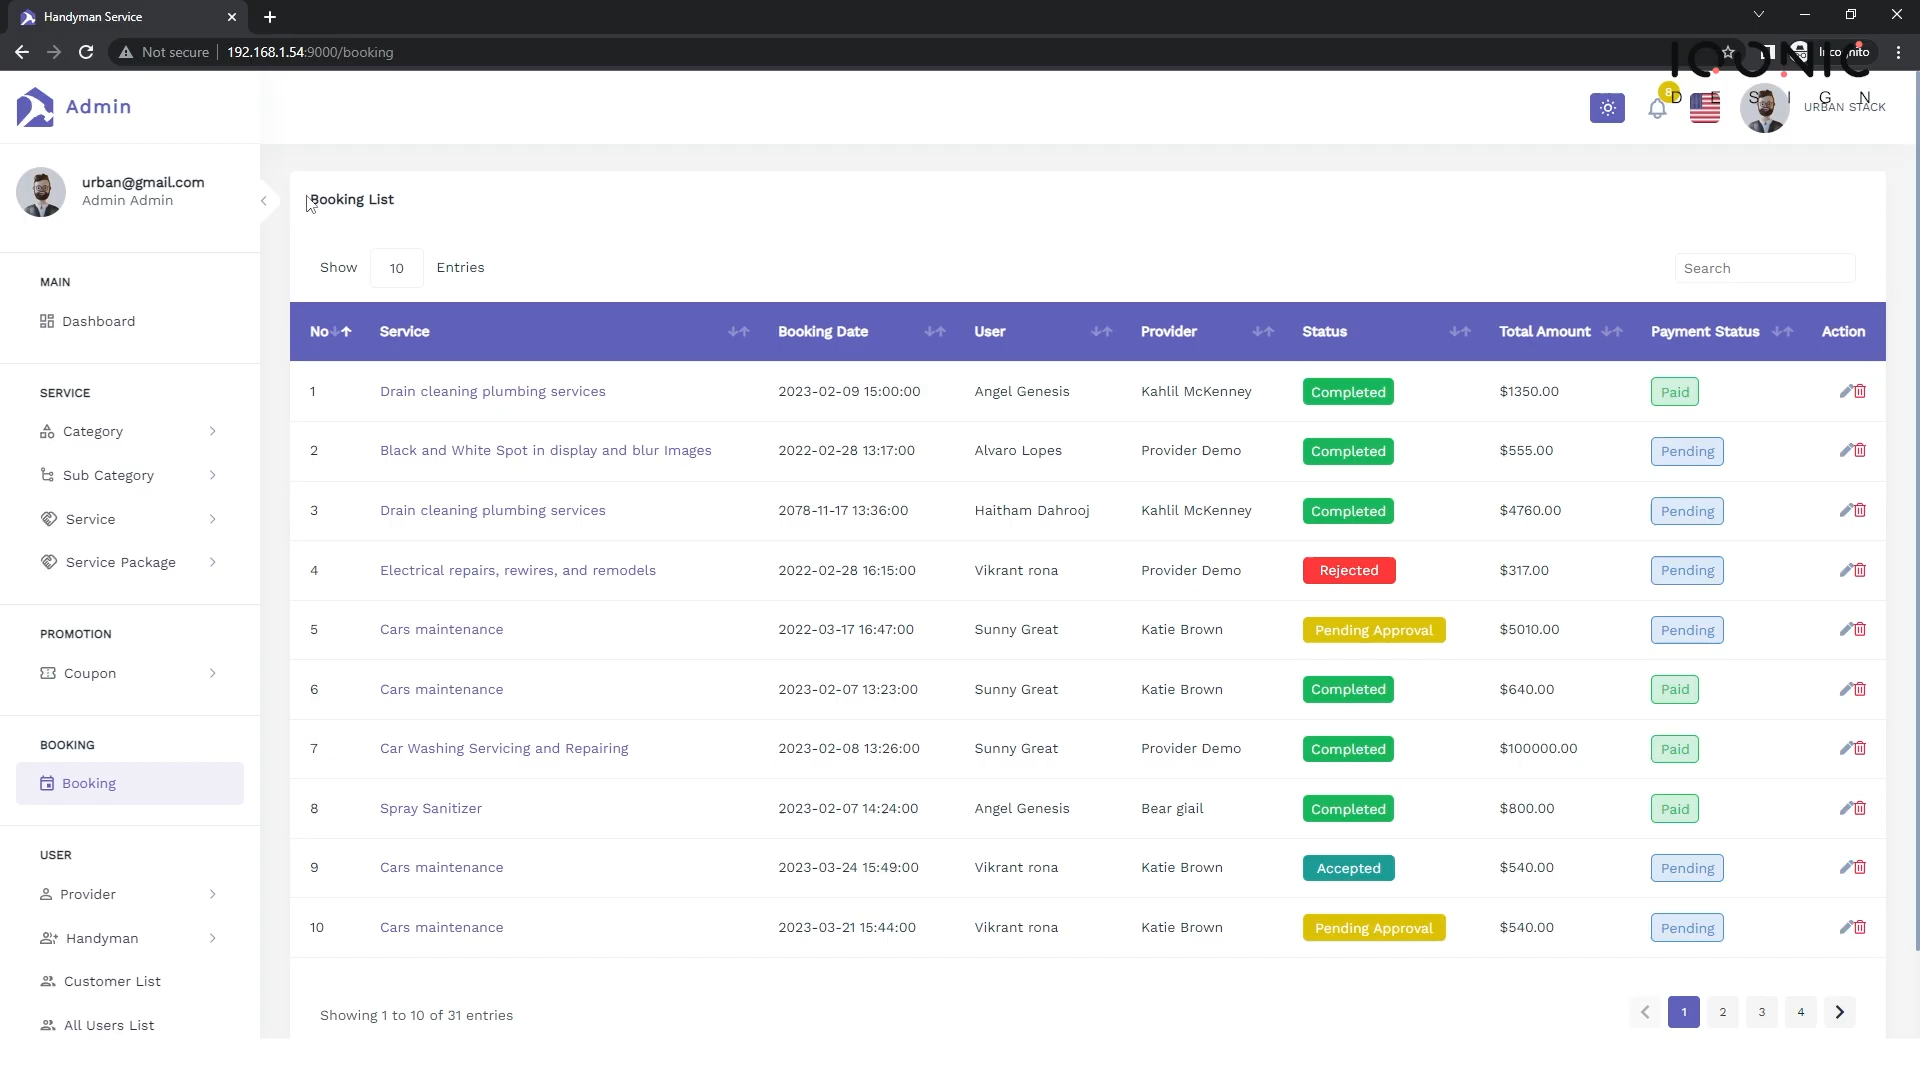 Handyman Service
Not secure 192.168.1.54:9000/booking Incognito
IQONIC
DESIGN
Admin 8 URBAN STACK
urban@gmail.com
Admin Admin
MAIN
Dashboard
SERVICE
Category
Sub Category
Service
Service Package
PROMOTION
Coupon
BOOKING
Booking
USER
Provider
Handyman
Customer List
All Users List
Booking List
Show 10 Entries Search
No Service Booking Date User Provider Status Total Amount Payment Status Action
1 Drain cleaning plumbing services 2023-02-09 15:00:00 Angel Genesis Kahlil McKenney Completed $1350.00 Paid
2 Black and White Spot in display and blur Images 2022-02-28 13:17:00 Alvaro Lopes Provider Demo Completed $555.00 Pending
3 Drain cleaning plumbing services 2078-11-17 13:36:00 Haitham Dahrooj Kahlil McKenney Completed $4760.00 Pending
4 Electrical repairs, rewires, and remodels 2022-02-28 16:15:00 Vikrant rona Provider Demo Rejected $317.00 Pending
5 Cars maintenance 2022-03-17 16:47:00 Sunny Great Katie Brown Pending Approval $5010.00 Pending
6 Cars maintenance 2023-02-07 13:23:00 Sunny Great Katie Brown Completed $640.00 Paid
7 Car Washing Servicing and Repairing 2023-02-08 13:26:00 Sunny Great Provider Demo Completed $100000.00 Paid
8 Spray Sanitizer 2023-02-07 14:24:00 Angel Genesis Bear giail Completed $800.00 Paid
9 Cars maintenance 2023-03-24 15:49:00 Vikrant rona Katie Brown Accepted $540.00 Pending
10 Cars maintenance 2023-03-21 15:44:00 Vikrant rona Katie Brown Pending Approval $540.00 Pending
Showing 1 to 10 of 31 entries 1 2 3 4